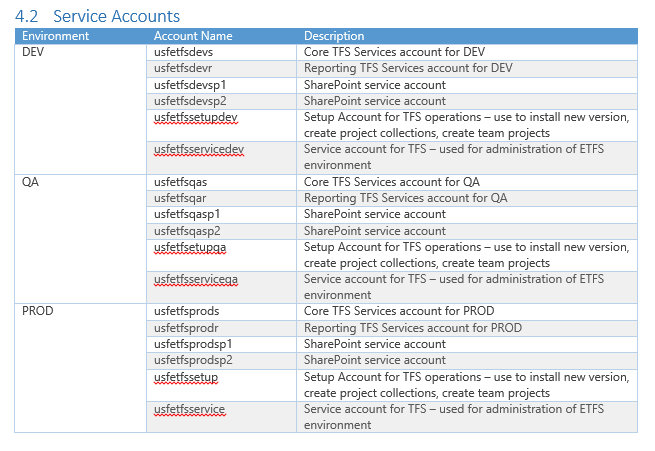 4.2 Service Accounts
Environment Account Name Description
DEV usfetfsdevs Core TFS Services account for DEV
usfetfsdevr Reporting TFS Services account for DEV
usfetfsdevsp1 SharePoint service account
usfetfsdevsp2 SharePoint service account
usfetfssetupdev Setup Account for TFS operations – use to install new version,
create project collections, create team projects
usfetfsservicedev Service account for TFS – used for administration of ETFS
environment
QA usfetfsqas Core TFS Services account for QA
usfetfsqar Reporting TFS Services account for QA
usfetfsqasp1 SharePoint service account
usfetfsqasp2 SharePoint service account
usfetfsetupqa Setup Account for TFS operations – use to install new version,
create project collections, create team projects
usfetfsserviceqa Service account for TFS – used for administration of ETFS
environment
PROD usfetfsprods Core TFS Services account for PROD
usfetfsprodr Reporting TFS Services account for PROD
usfetfsprodsp1 SharePoint service account
usfetfsprodsp2 SharePoint service account
usfetfssetup Setup Account for TFS operations – use to install new version,
create project collections, create team projects
usfetfsservice Service account for TFS – used for administration of ETFS
environment